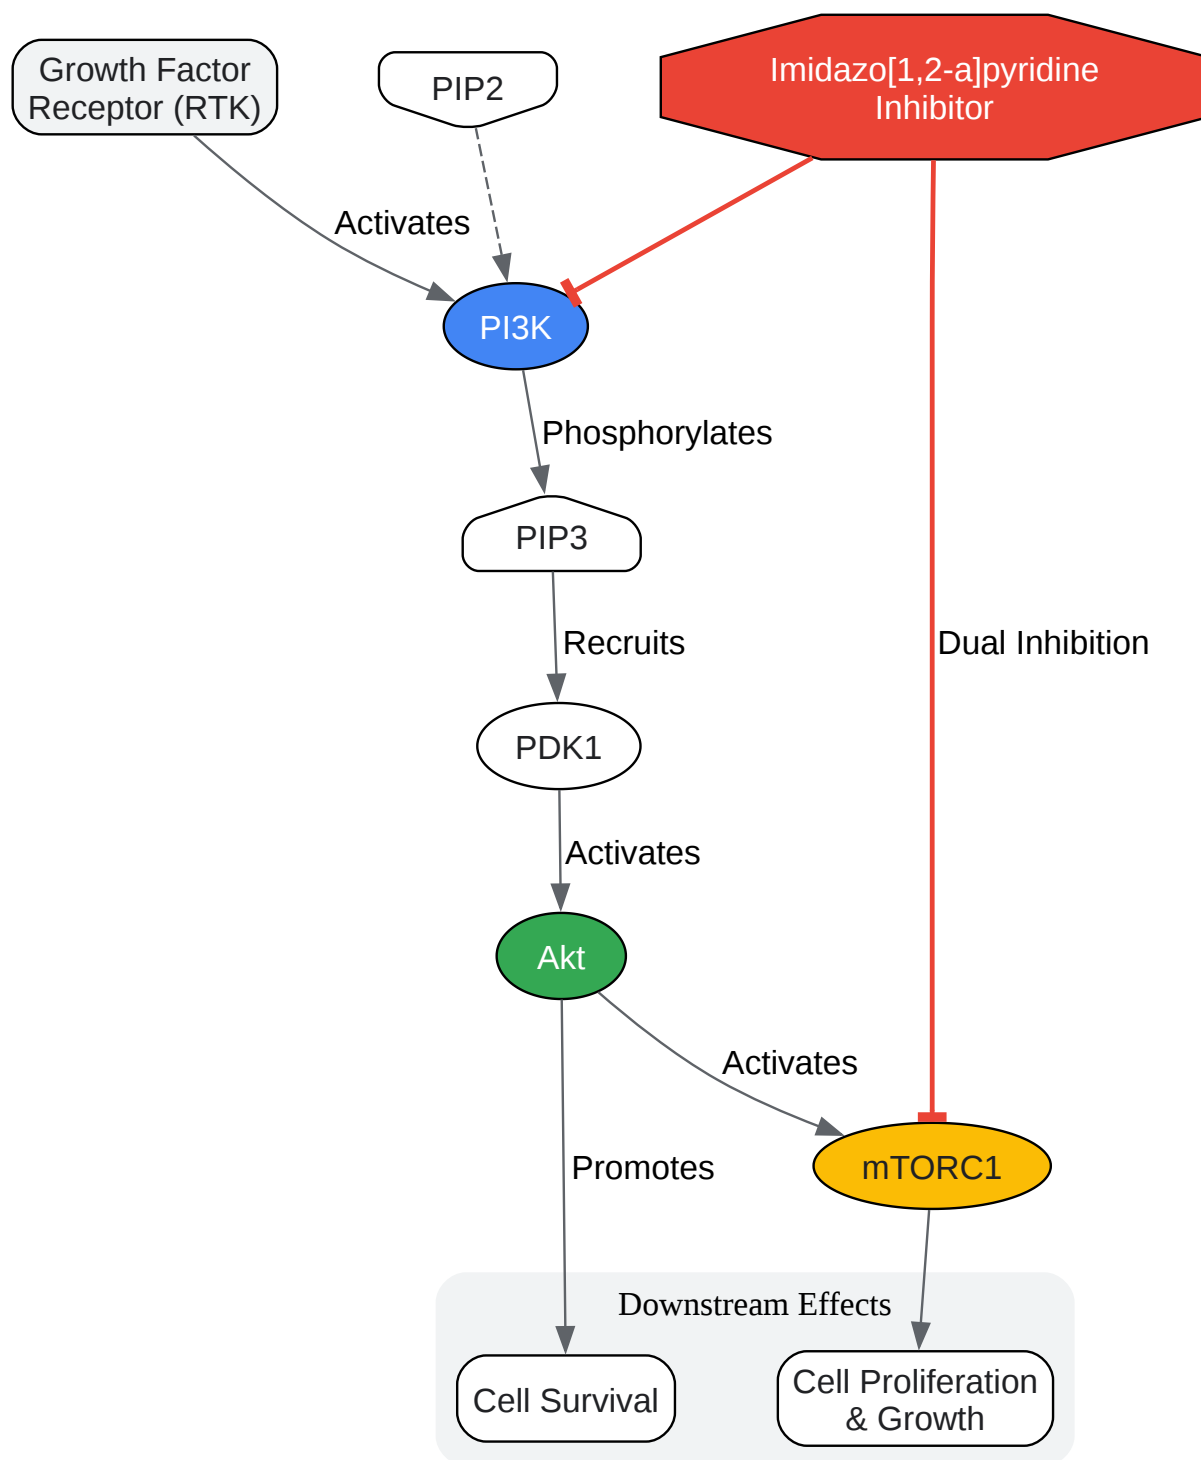 Growth Factor
Receptor (RTK)
PIP2
Imidazo[1,2-a]pyridine
Inhibitor
Activates
PI3K
Phosphorylates
PIP3
Recruits
Dual Inhibition
PDK1
Activates
Akt
Activates
Promotes
mTORC1
Downstream Effects
Cell Survival
Cell Proliferation
& Growth